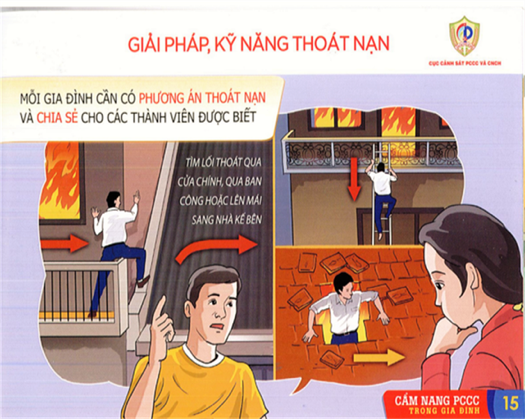 GIẢI PHÁP, KỸ NĂNG THOÁT NẠN
CỤC CẢNH SÁT PCCC VÀ CNCH
MỖI GIA ĐÌNH CẦN CÓ PHƯƠNG ÁN THOÁT NẠN
VÀ CHIA SẺ CHO CÁC THÀNH VIÊN ĐƯỢC BIẾT
TÌM LỐI THOÁT QUA
CỬA CHÍNH, QUA BAN
CÔNG HOẶC LÊN MÁI
SANG NHÀ KẾ BÊN
CẨM NANG PCCC
TRONG GIA ĐÌNH
15